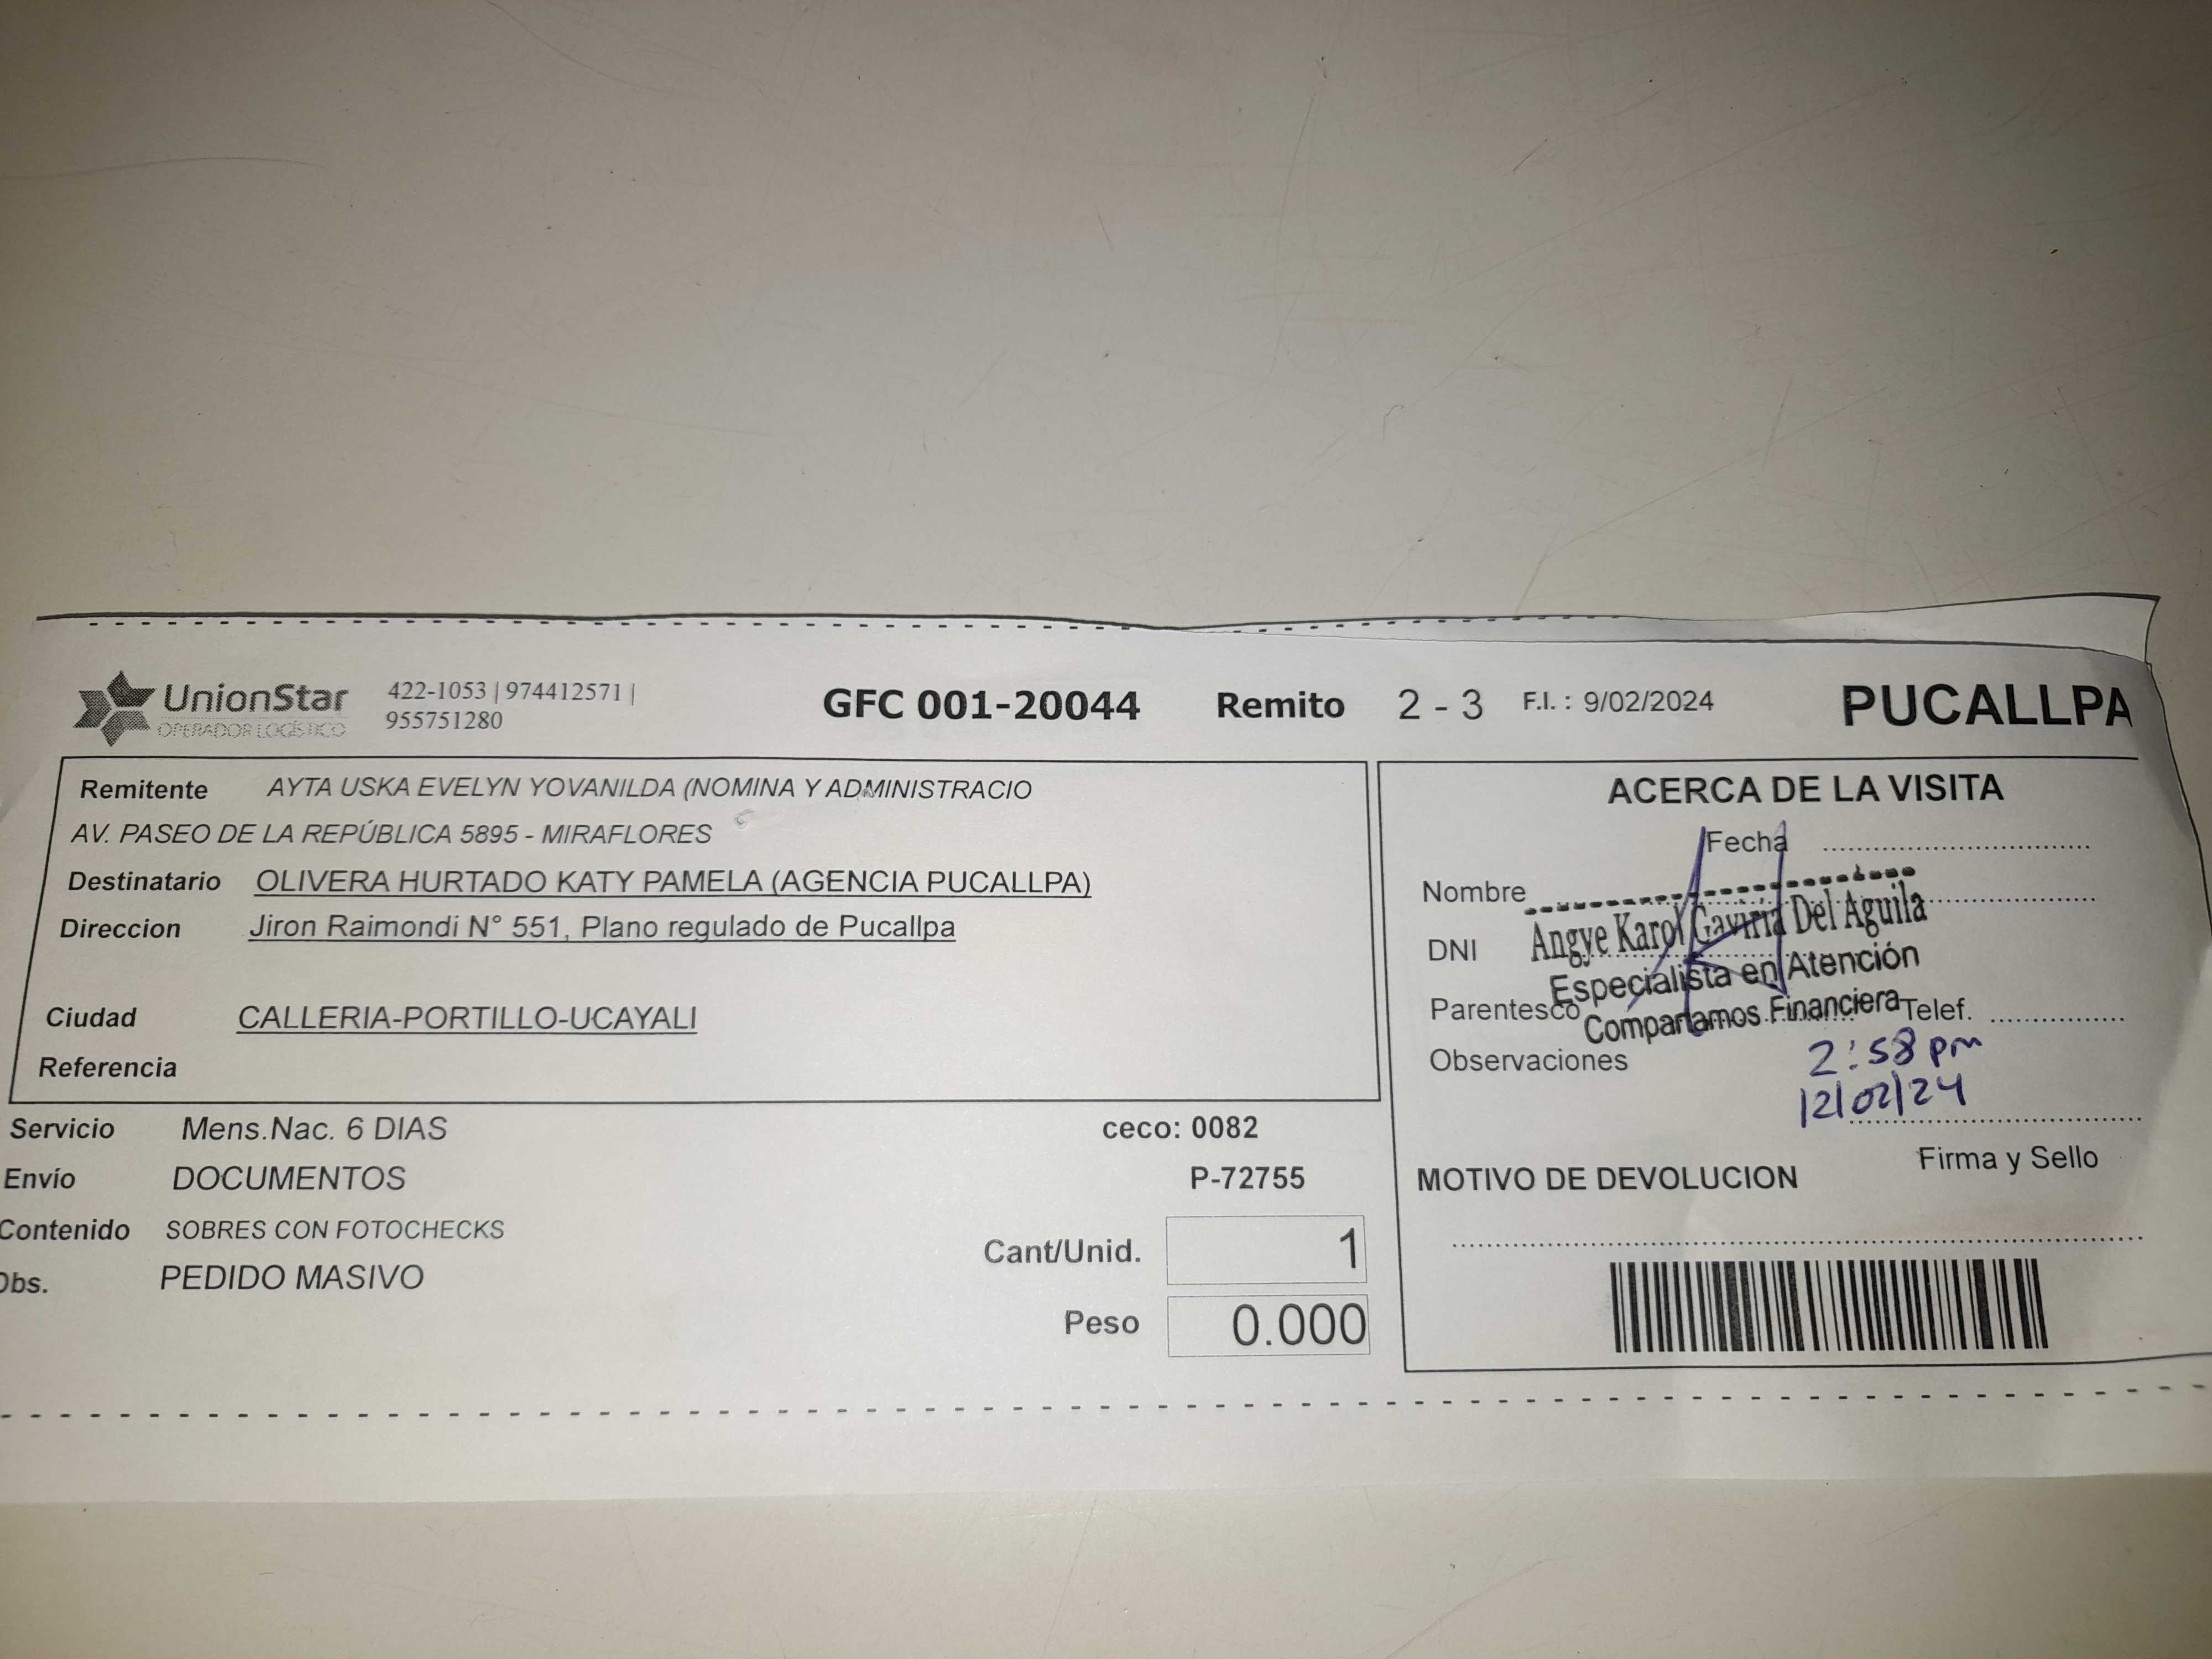 UnionStar
OPERADOR LOGÍSTICO
422-1053 | 974412571 |
955751280
GFC 001-20044
Remito 2 - 3
F.I. : 9/02/2024
PUCALLPA
Remitente AYTA USKA EVELYN YOVANILDA (NOMINA Y ADMINISTRACIO
AV. PASEO DE LA REPÚBLICA 5895 - MIRAFLORES
Destinatario OLIVERA HURTADO KATY PAMELA (AGENCIA PUCALLPA)
Direccion Jiron Raimondi N° 551, Plano regulado de Pucallpa
Ciudad CALLERIA-PORTILLO-UCAYALI
Referencia
Servicio Mens.Nac. 6 DIAS
ceco: 0082
Envío DOCUMENTOS
P-72755
Contenido SOBRES CON FOTOCHECKS
Cant/Unid. 1
Obs. PEDIDO MASIVO
Peso 0.000
ACERCA DE LA VISITA
Fecha
Nombre
Angye Karol Gaviria Del Aguila
DNI
Especialista en Atención
Parentesco
Compartamos Financiera
Telef.
Observaciones
2:58 pm
12/02/24
Firma y Sello
MOTIVO DE DEVOLUCION